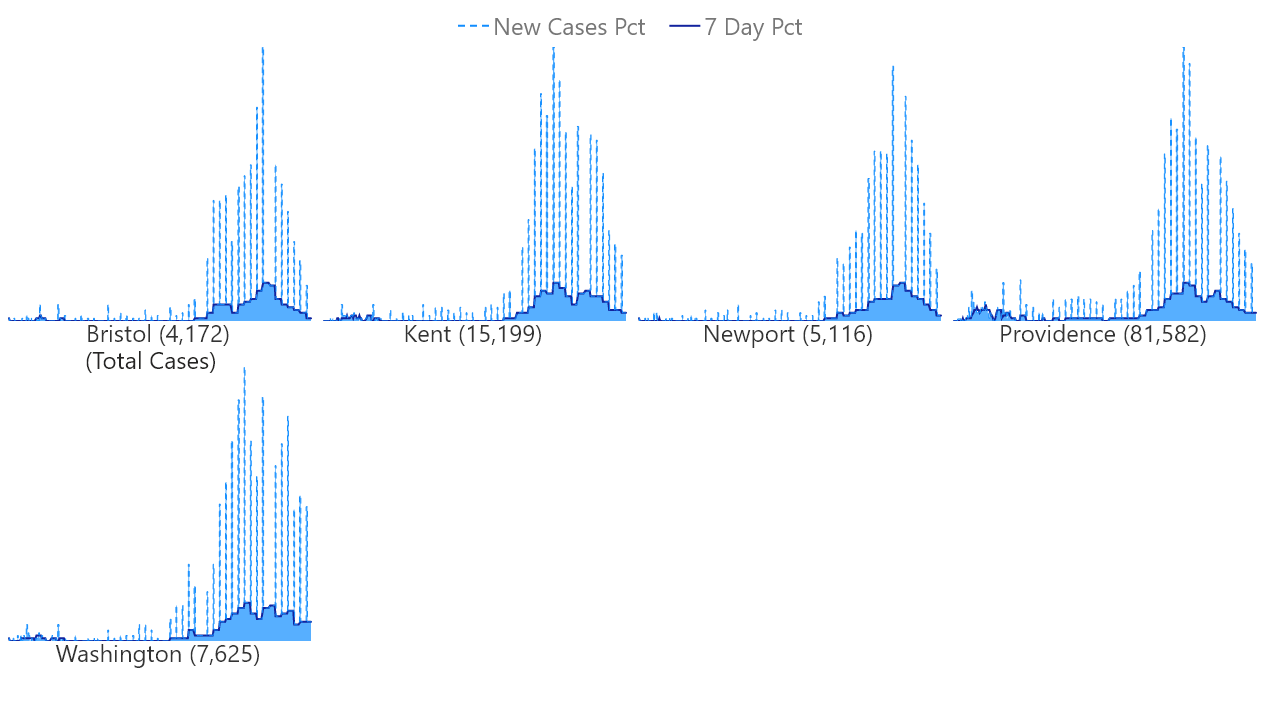 New Cases Pct 7 Day Pct
Bristol (4,172)
(Total Cases)
Kent (15,199)
Newport (5,116)
Providence (81,582)
Washington (7,625)